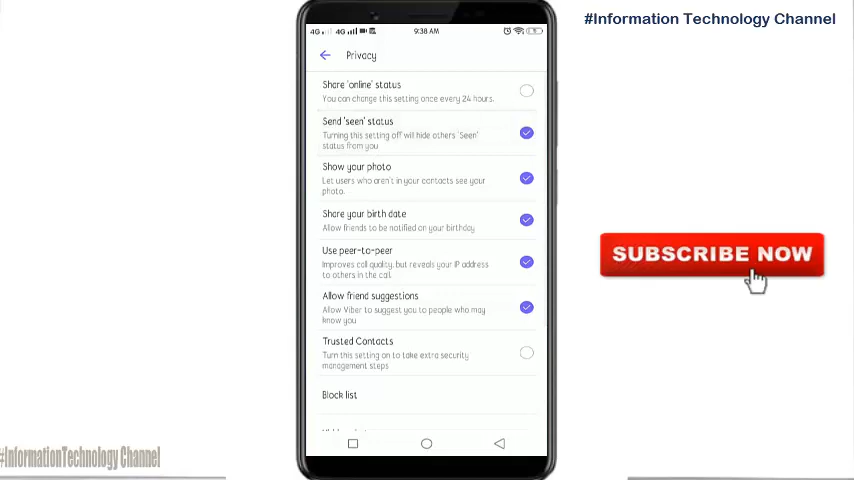 #Information Technology Channel
4G 4G 9:38 AM
Privacy
Share 'online' status
You can change this setting once every 24 hours.
Send 'seen' status
Turning this setting off will hide others 'Seen'
status from you
Show your photo
Let users who aren't in your contacts see your
photo.
Share your birth date
Allow friends to be notified on your birthday
Use peer-to-peer
Improves call quality, but reveals your IP address
to others in the call.
Allow friend suggestions
Allow Viber to suggest you to people who may
know you
Trusted Contacts
Turn this setting on to take extra security
management steps
Block list
SUBSCRIBE NOW
#InformationTechnology Channel